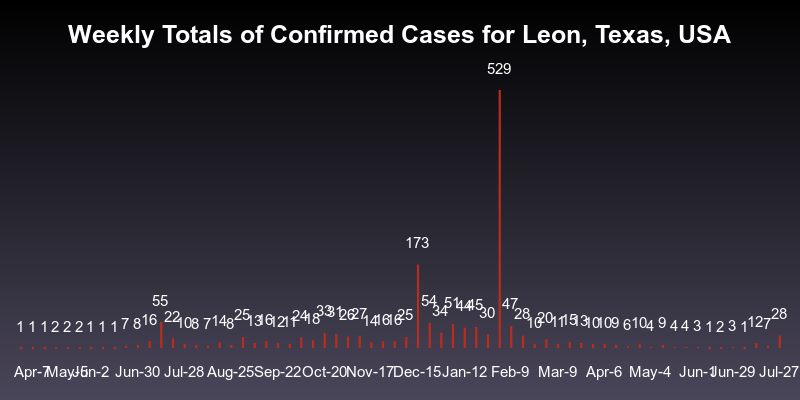 Weekly Totals of Confirmed Cases for Leon, Texas, USA
529
173
55 54 51 47
1 1 1 2 2 2 1 1 1 7 8 16 22 10 8 7 14 8 25 13 16 12 11 24 18 33 31 26 27 14 16 16 25 34 44 45 30 28 10 20 11 15 13 10 10 9 6 10 4 9 4 4 3 1 2 3 1 12 7 28
Apr-7 May-5 Jun-2 Jun-30 Jul-28 Aug-25 Sep-22 Oct-20 Nov-17 Dec-15 Jan-12 Feb-9 Mar-9 Apr-6 May-4 Jun-1 Jun-29 Jul-27